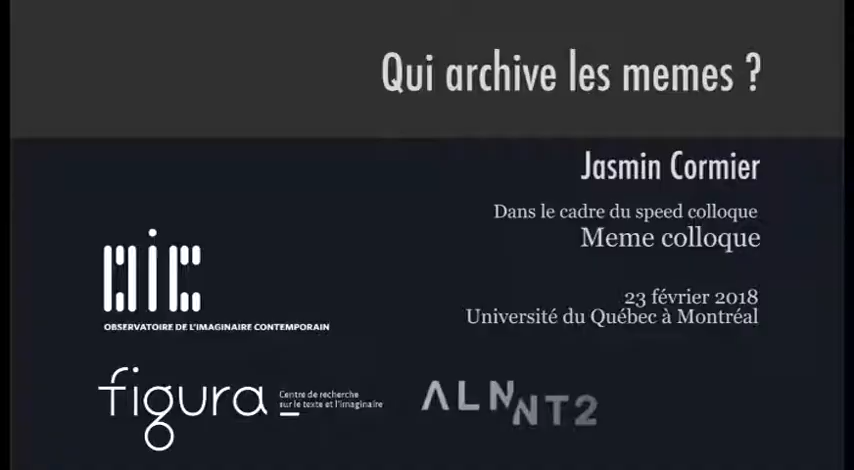 Qui archive les memes ?
Jasmin Cormier
Dans le cadre du speed colloque
Meme colloque
23 février 2018
Université du Québec à Montréal
oic
OBSERVATOIRE DE L'IMAGINAIRE CONTEMPORAIN
figura
Centre de recherche
sur le texte et l'imaginaire
ALN
NT2